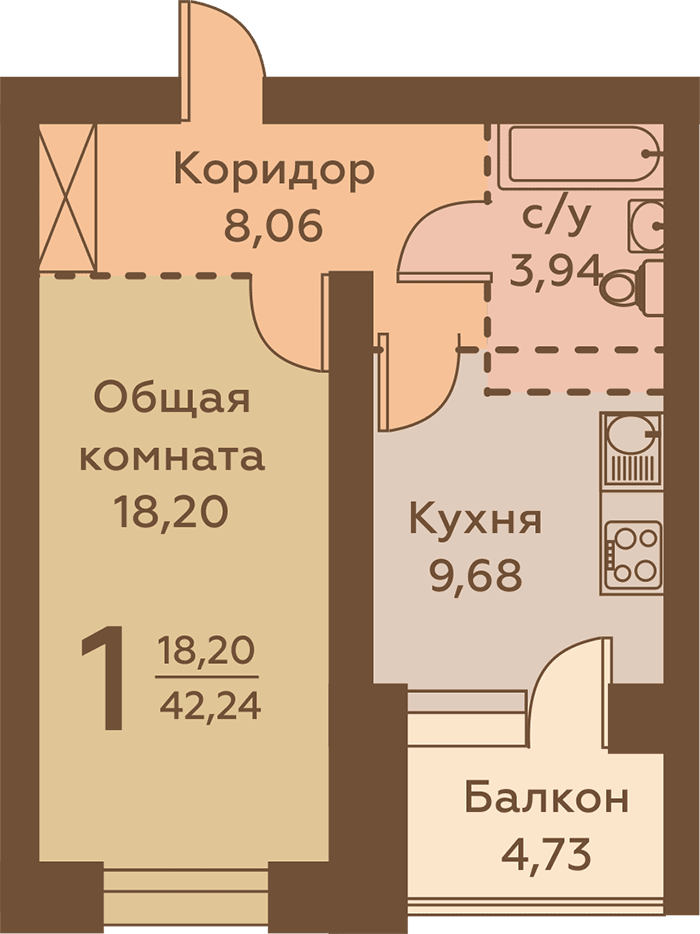 Коридор
8,06
с/у
3,94
Общая
комната
18,20
Кухня
9,68
1
18,20
42,24
Балкон
4,73